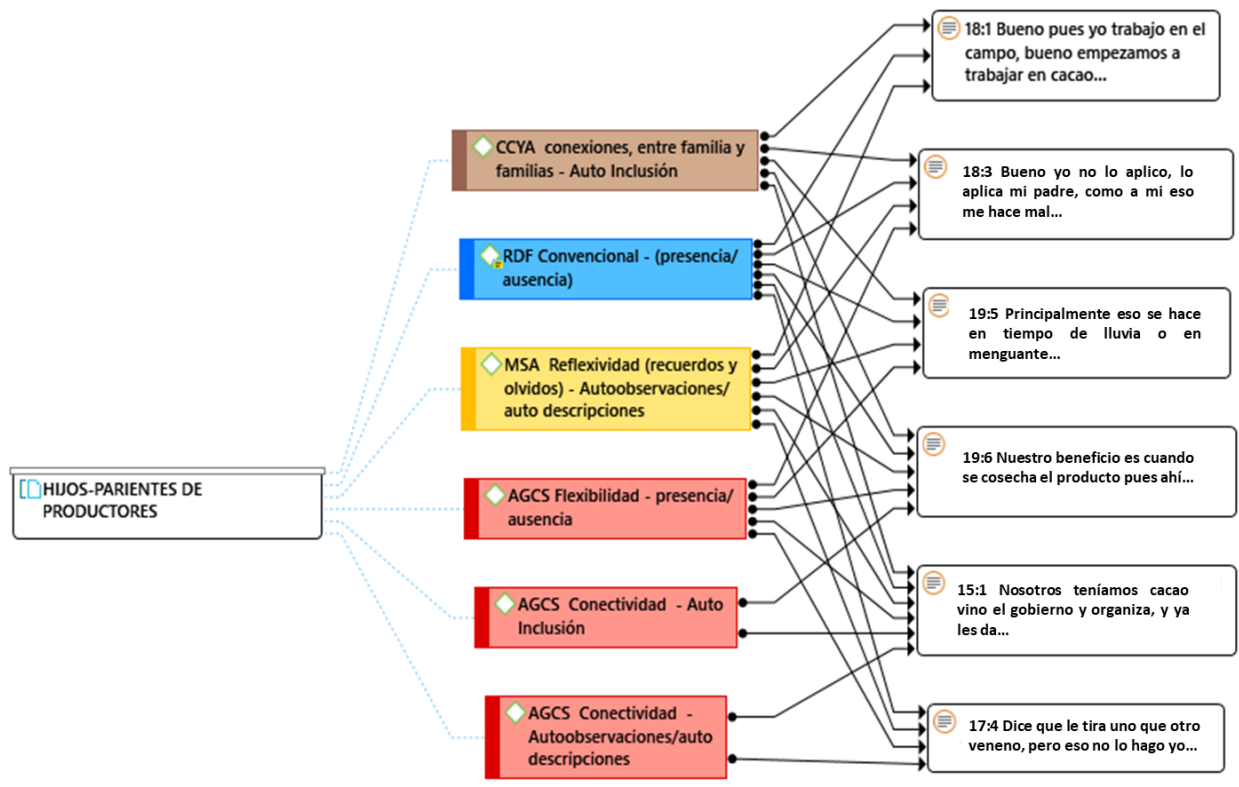 HIJOS-PARIENTES DE
PRODUCTORES
CCYA conexiones, entre familia y
familias - Auto Inclusión
RDF Convencional - (presencia/
ausencia)
MSA Reflexividad (recuerdos y
olvidos) - Autoobservaciones/
auto descripciones
AGCS Flexibilidad - presencia/
ausencia
AGCS Conectividad - Auto
Inclusión
AGCS Conectividad -
Autoobservaciones/auto
descripciones
18:1 Bueno pues yo trabajo en el
campo, bueno empezamos a
trabajar en cacao...
18:3 Bueno yo no lo aplico, lo
aplica mi padre, como a mi eso
me hace mal...
19:5 Principalmente eso se hace
en tiempo de lluvia o en
menguante...
19:6 Nuestro beneficio es cuando
se cosecha el producto pues ahí...
15:1 Nosotros teníamos cacao
vino el gobierno y organiza, y ya
les da...
17:4 Dice que le tira uno que otro
veneno, pero eso no lo hago yo...